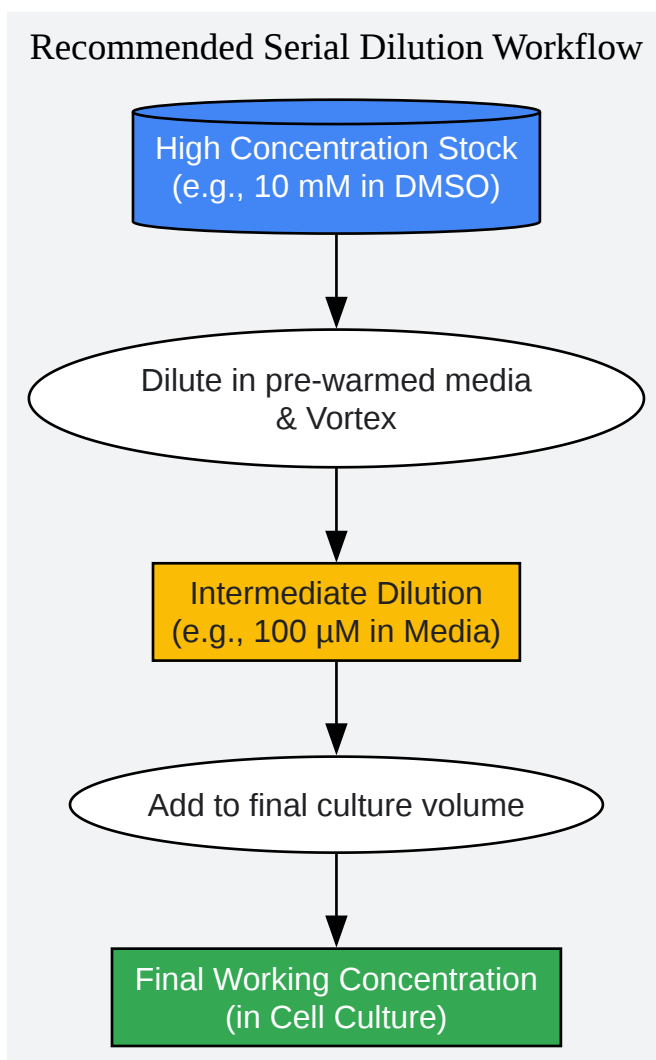 Recommended Serial Dilution Workflow
High Concentration Stock
(e.g., 10 mM in DMSO)
Dilute in pre-warmed media
& Vortex
Intermediate Dilution
(e.g., 100 µM in Media)
Add to final culture volume
Final Working Concentration
(in Cell Culture)